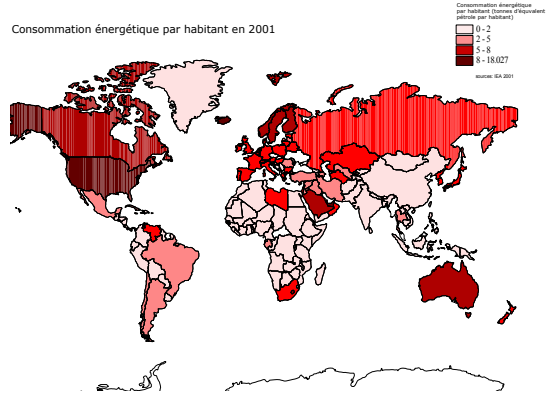 Consommation énergétique par habitant en 2001
Consommation énergétique
par habitant (tonnes d'équvalent
pétrole par habitant)
0 - 2
2 - 5
5 - 8
8 - 18.027
sources: IEA 2001